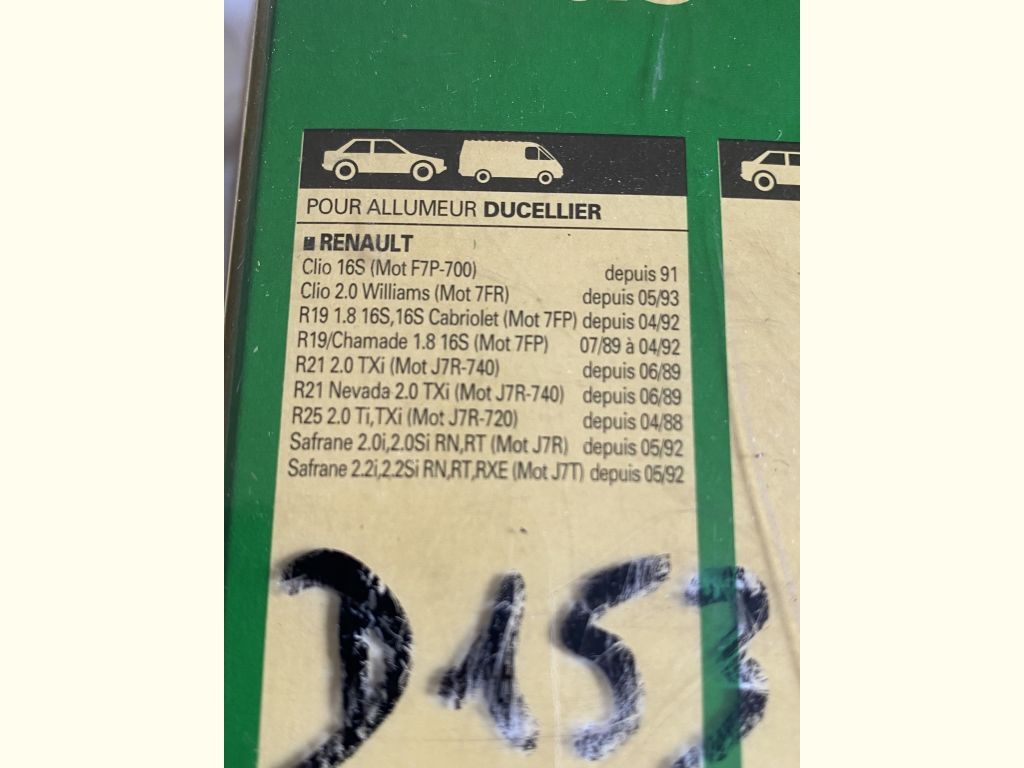 POUR ALLUMEUR DUCELLIER
RENAULT
Clio 16S (Mot F7P-700) depuis 91
Clio 2.0 Williams (Mot 7FR) depuis 05/93
R19 1.8 16S,16S Cabriolet (Mot 7FP) depuis 04/92
R19/Chamade 1.8 16S (Mot 7FP) 07/89 à 04/92
R21 2.0 TXi (Mot J7R-740) depuis 06/89
R21 Nevada 2.0 TXi (Mot J7R-740) depuis 06/89
R25 2.0 Ti,TXi (Mot J7R-720) depuis 04/88
Safrane 2.0i,2.0Si RN,RT (Mot J7R) depuis 05/92
Safrane 2.2i,2.2Si RN,RT,RXE (Mot J7T) depuis 05/92
D153